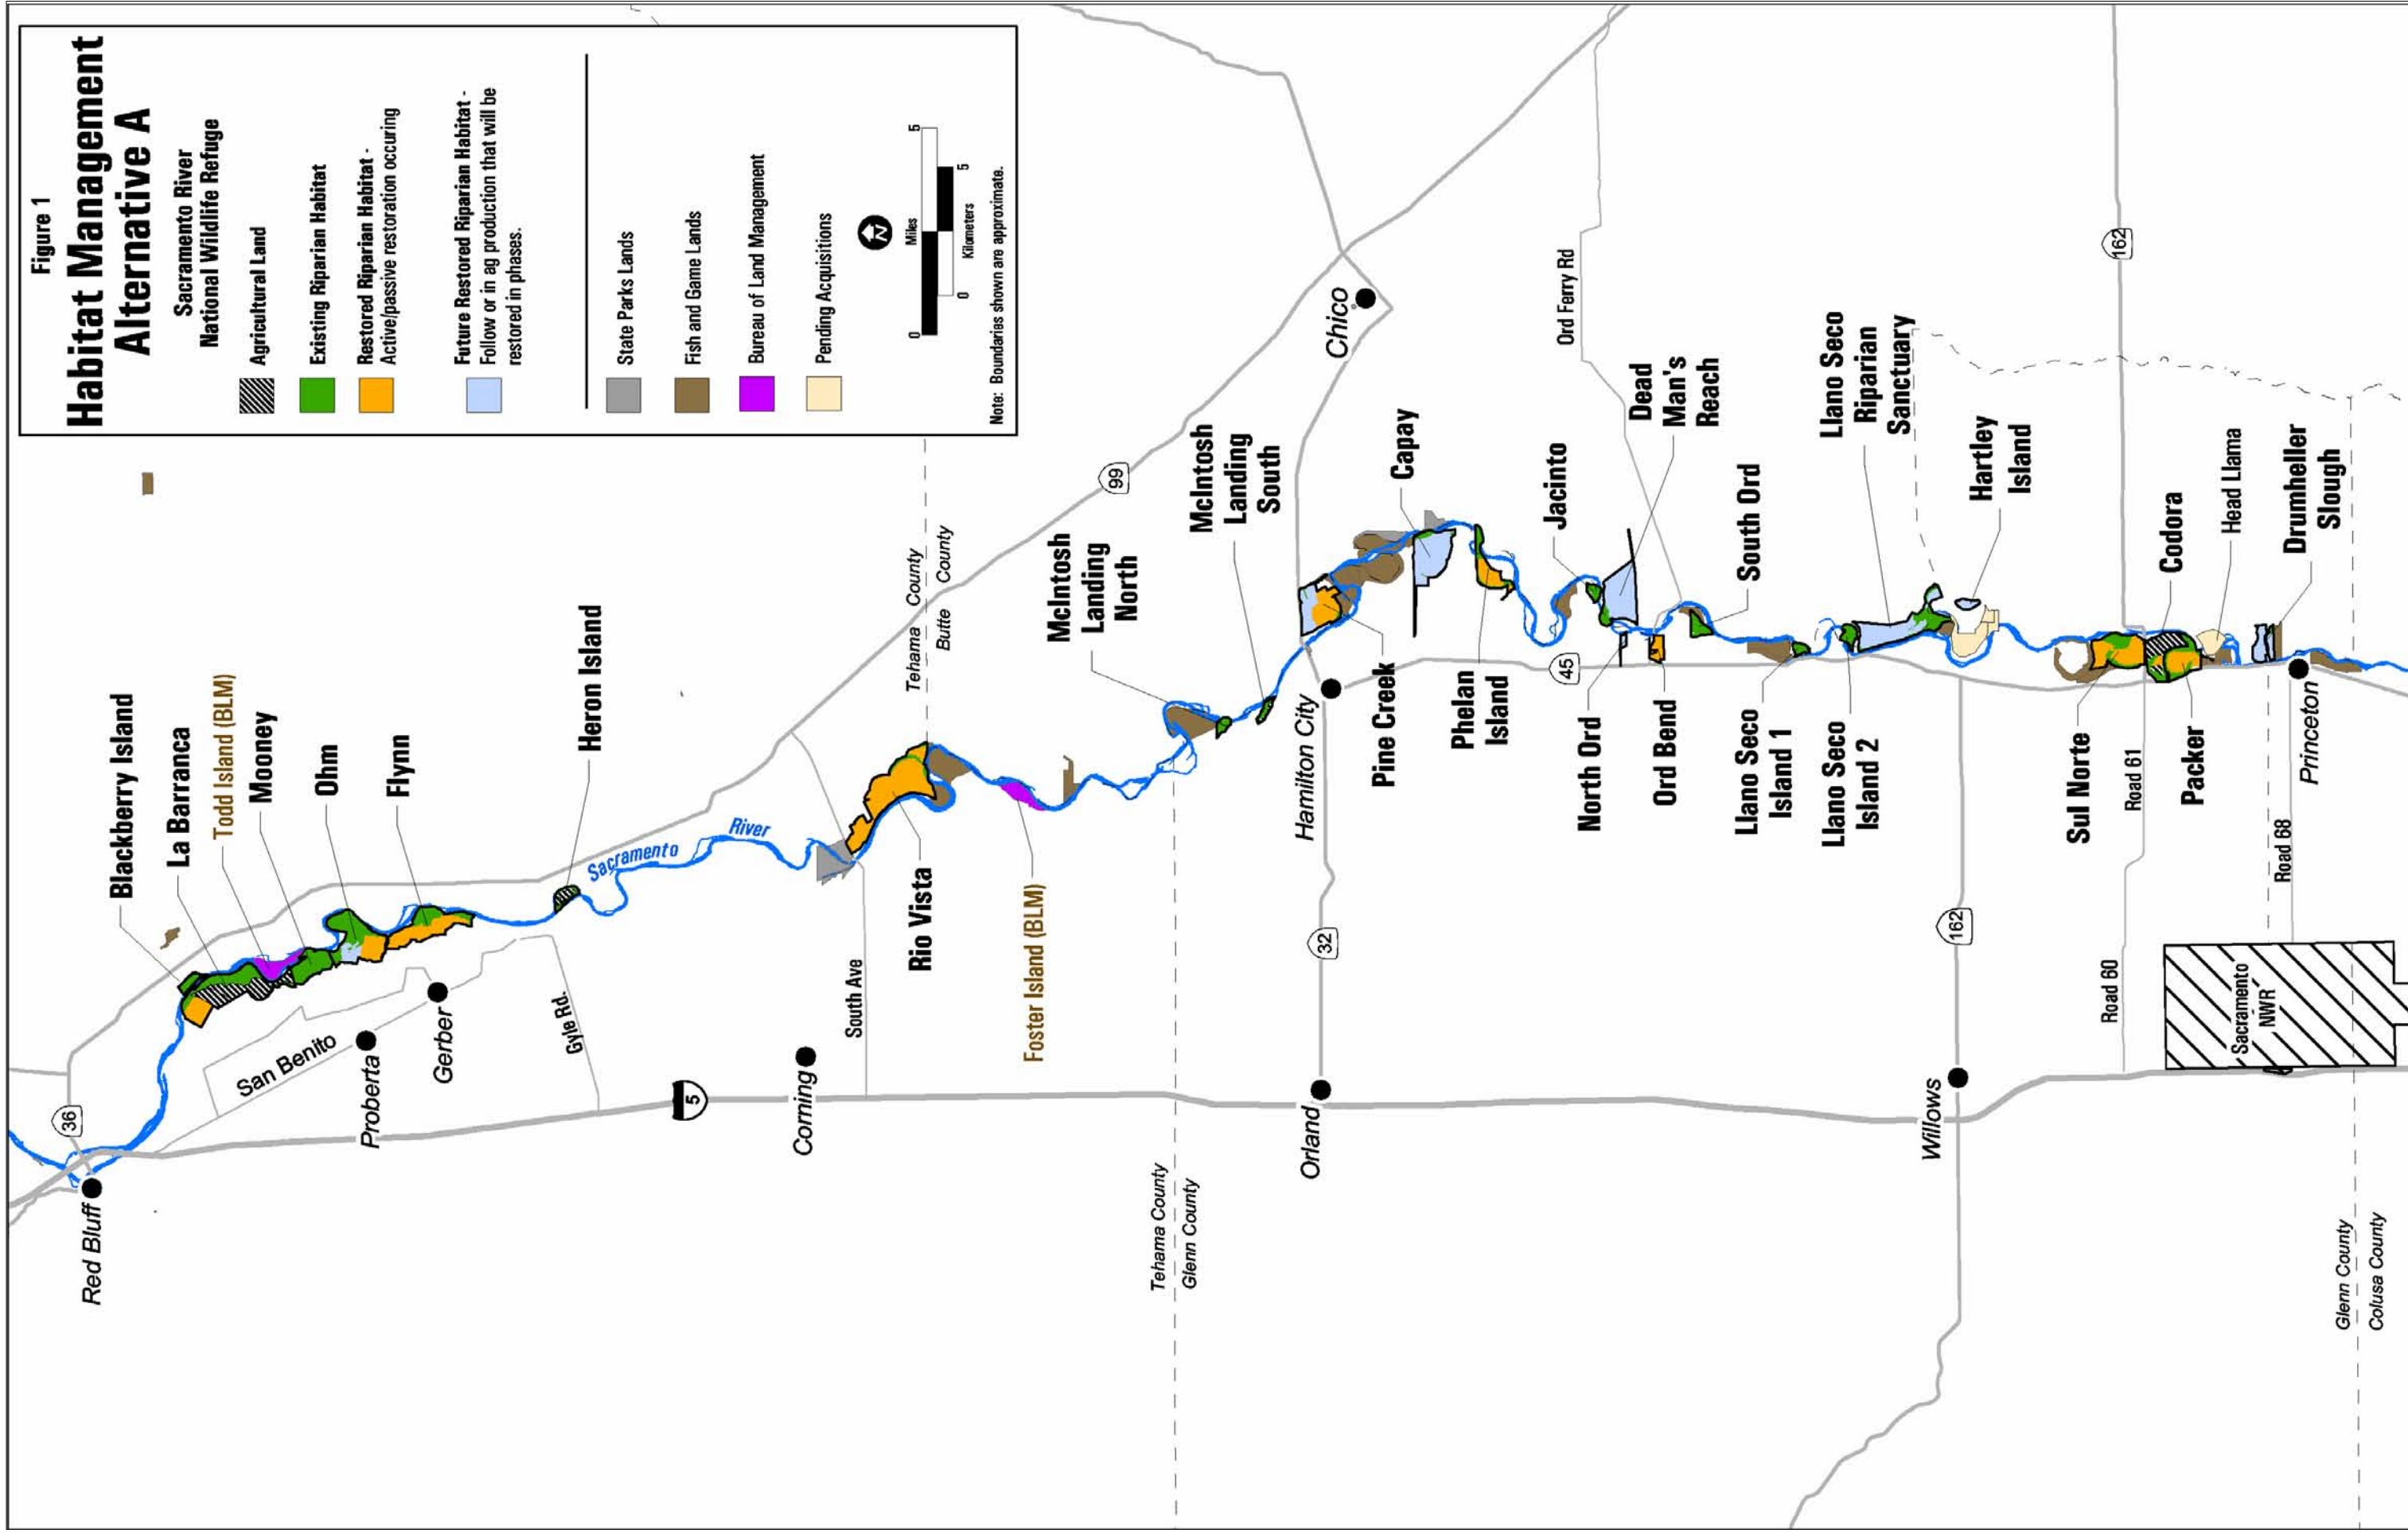 Figure 1
Habitat Management
Alternative A
Sacramento River
National Wildlife Refuge
Agricultural Land
Existing Riparian Habitat
Restored Riparian Habitat -
Active/passive restoration occuring
Future Restored Riparian Habitat -
Follow or in ag production that will be
restored in phases.
State Parks Lands
Fish and Game Lands
Bureau of Land Management
Pending Acquisitions
N
0 Miles 5
0 Kilometers 5
Note: Boundaries shown are approximate.
Red Bluff
36
Blackberry Island
La Barranca
Todd Island (BLM)
Mooney
Ohm
Flynn
San Benito
Proberta
Gerber
Gyle Rd.
Heron Island
Sacramento
River
5
Corning
South Ave
Rio Vista
Tehama County
Butte County
Foster Island (BLM)
99
Tehama County
Glenn County
McIntosh
Landing
North
McIntosh
Landing
South
Chico
Hamilton City
Orland
32
Pine Creek
Capay
Phelan
Island
45
Jacinto
Ord Ferry Rd
Dead
Man's
Reach
North Ord
Ord Bend
South Ord
Llano Seco
Island 1
Llano Seco
Island 2
Llano Seco
Riparian
Sanctuary
Hartley
Island
Willows
162
162
Sul Norte
Road 61
Road 60
Codora
Packer
Head Llama
Drumheller
Slough
Road 68
Princeton
Sacramento
NWR
Glenn County
Colusa County